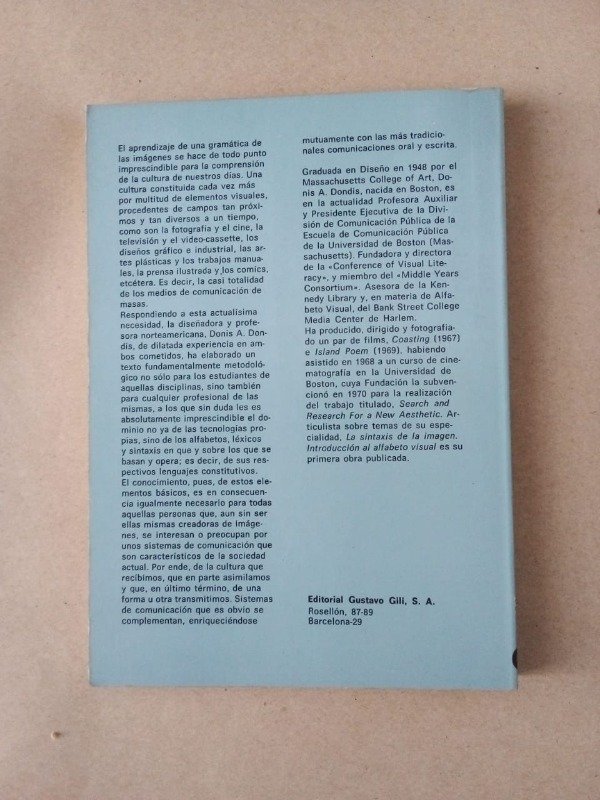 El aprendizaje de una gramática de
las imágenes se hace de todo punto
imprescindible para la comprensión
de la cultura de nuestros días. Una
cultura constituida cada vez más
por multitud de elementos visuales,
procedentes de campos tan próxi-
mos y tan diversos a un tiempo,
como son la fotografía y el cine, la
televisión y el video-cassette, los
diseños gráfico e industrial, las ar-
tes plásticas y los trabajos manua-
les, la prensa ilustrada y los comics,
etcétera. Es decir, la casi totalidad
de los medios de comunicación de
masas.
Respondiendo a esta actualísima
necesidad, la diseñadora y profe-
sora norteamericana, Donis A. Don-
dis, de dilatada experiencia en am-
bos cometidos, ha elaborado un
texto fundamentalmente metodoló-
gico no sólo para los estudiantes de
aquellas disciplinas, sino también
para cualquier profesional de las
mismas, a los que sin duda les es
absolutamente imprescindible el do-
minio no ya de las tecnologías pro-
pias, sino de los alfabetos, léxicos
y sintaxis en que y sobre los que se
basan y opera; es decir, de sus res-
pectivos lenguajes constitutivos.
El conocimiento, pues, de estos ele-
mentos básicos, es en consecuen-
cia igualmente necesario para todas
aquellas personas que, aun sin ser
ellas mismas creadoras de Imáge-
nes, se interesan o preocupan por
unos sistemas de comunicación que
son característicos de la sociedad
actual. Por ende, de la cultura que
recibimos, que en parte asimilamos
y que, en último término, de una
forma u otra transmitimos. Sistemas
de comunicación que es obvio se
complementan, enriqueciéndose
mutuamente con las más tradicio-
nales comunicaciones oral y escrita.
Graduada en Diseño en 1948 por el
Massachusetts College of Art, Do-
nis A. Dondis, nacida en Boston, es
en la actualidad Profesora Auxiliar
y Presidente Ejecutiva de la Divi-
sión de Comunicación Pública de la
Escuela de Comunicación Pública
de la Universidad de Boston (Mas-
sachusetts). Fundadora y directora
de la «Conference of Visual Lite-
racy», y miembro del «Middle Years
Consortium». Asesora de la Ken-
nedy Library y, en materia de Alfa-
beto Visual, del Bank Street College
Media Center de Harlem.
Ha producido, dirigido y fotografia-
do un par de films, Coasting (1967)
e Island Poem (1969), habiendo
asistido en 1968 a un curso de cine-
matografía en la Universidad de
Boston, cuya Fundación la subven-
cionó en 1970 para la realización
del trabajo titulado, Search and
Research For a New Aesthetic. Ar-
ticulista sobre temas de su espe-
cialidad, La sintaxis de la imagen.
Introducción al alfabeto visual es su
primera obra publicada.
Editorial Gustavo Gili, S. A.
Rosellón, 87-89
Barcelona-29